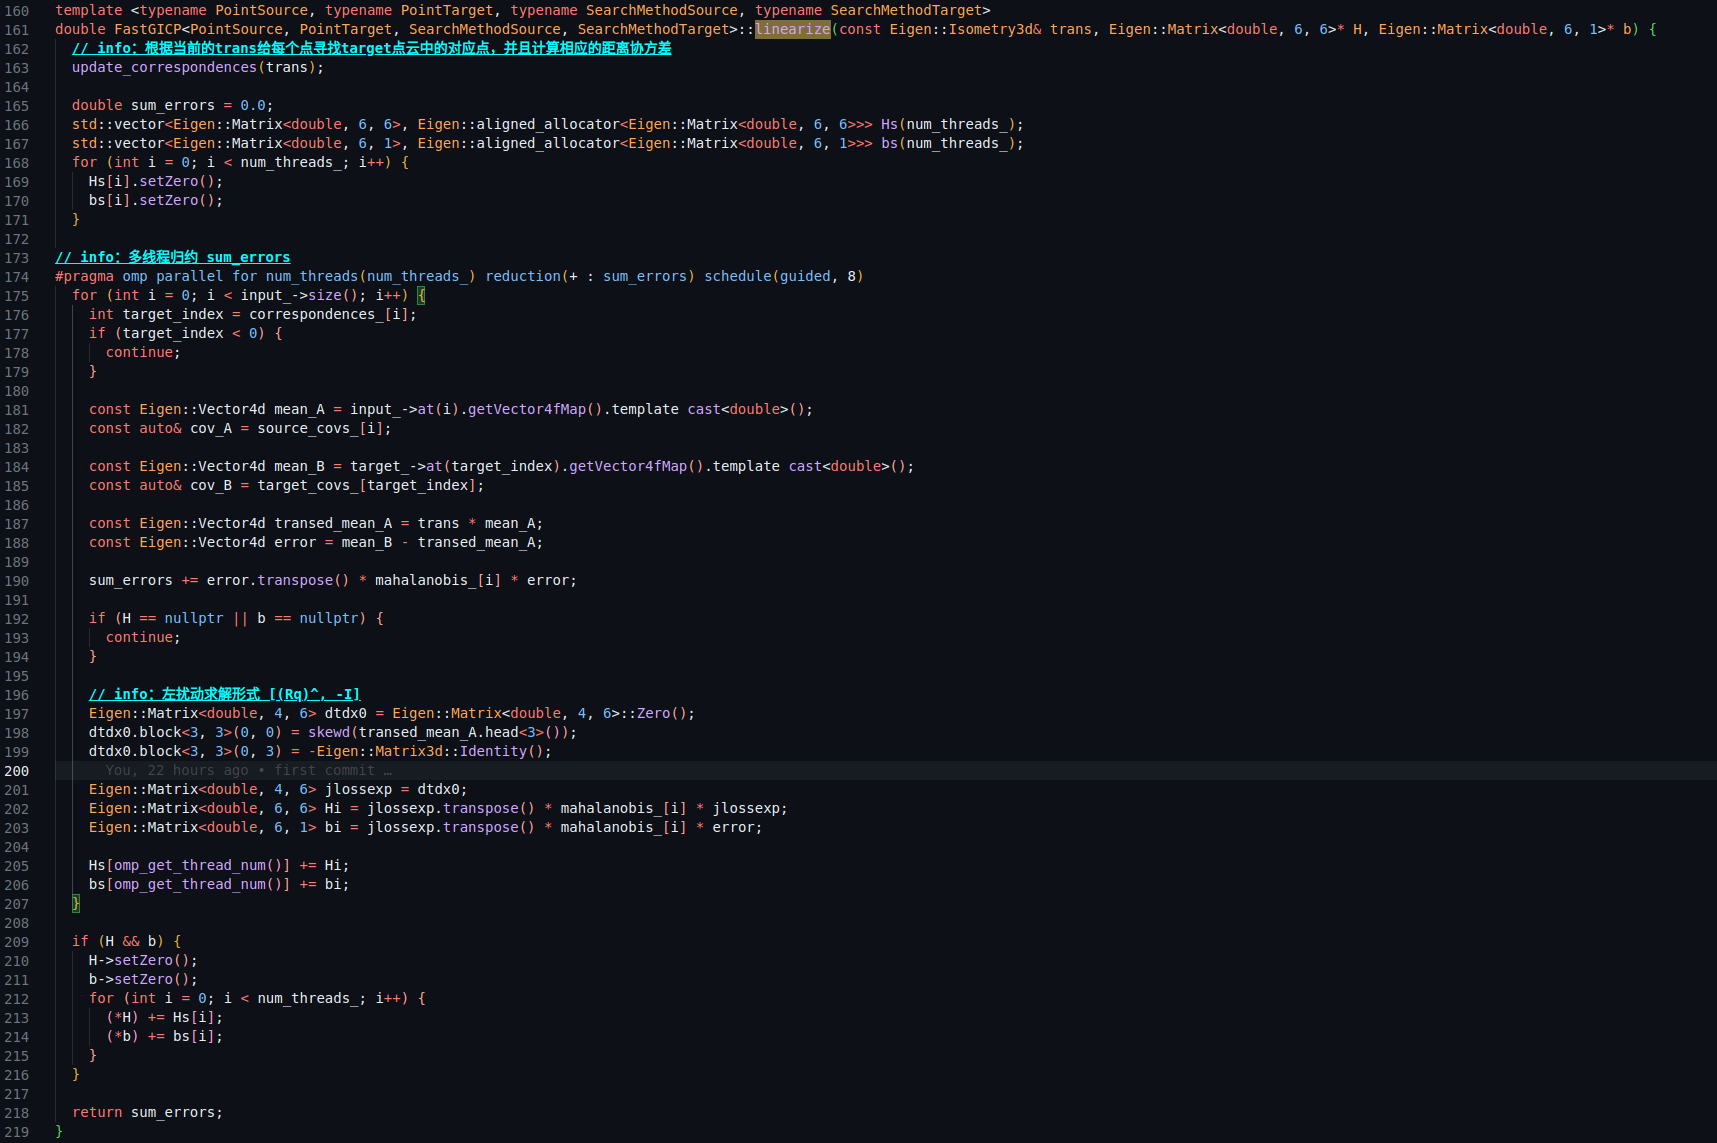 160 template <typename PointSource, typename PointTarget, typename SearchMethodSource, typename SearchMethodTarget>
161 double FastGICP<PointSource, PointTarget, SearchMethodSource, SearchMethodTarget>::linearize(const Eigen::Isometry3d& trans, Eigen::Matrix<double, 6, 6>* H, Eigen::Matrix<double, 6, 1>* b) {
162   // info: 根据当前的trans给每个点寻找target点云中的对应点，并且计算相应的距离协方差
163   update_correspondences(trans);
164
165   double sum_errors = 0.0;
166   std::vector<Eigen::Matrix<double, 6, 6>, Eigen::aligned_allocator<Eigen::Matrix<double, 6, 6>>> Hs(num_threads_);
167   std::vector<Eigen::Matrix<double, 6, 1>, Eigen::aligned_allocator<Eigen::Matrix<double, 6, 1>>> bs(num_threads_);
168   for (int i = 0; i < num_threads_; i++) {
169     Hs[i].setZero();
170     bs[i].setZero();
171   }
172
173 // info: 多线程归约 sum_errors
174 #pragma omp parallel for num_threads(num_threads_) reduction(+ : sum_errors) schedule(guided, 8)
175   for (int i = 0; i < input_->size(); i++) {
176     int target_index = correspondences_[i];
177     if (target_index < 0) {
178       continue;
179     }
180
181     const Eigen::Vector4d mean_A = input_->at(i).getVector4fMap().template cast<double>();
182     const auto& cov_A = source_covs_[i];
183
184     const Eigen::Vector4d mean_B = target_->at(target_index).getVector4fMap().template cast<double>();
185     const auto& cov_B = target_covs_[target_index];
186
187     const Eigen::Vector4d transed_mean_A = trans * mean_A;
188     const Eigen::Vector4d error = mean_B - transed_mean_A;
189
190     sum_errors += error.transpose() * mahalanobis_[i] * error;
191
192     if (H == nullptr || b == nullptr) {
193       continue;
194     }
195
196     // info: 左扰动求解形式 [(Rq)^, -I]
197     Eigen::Matrix<double, 4, 6> dtdx0 = Eigen::Matrix<double, 4, 6>::Zero();
198     dtdx0.block<3, 3>(0, 0) = skewd(transed_mean_A.head<3>());
199     dtdx0.block<3, 3>(0, 3) = -Eigen::Matrix3d::Identity();
200       You, 22 hours ago • first commit …
201     Eigen::Matrix<double, 4, 6> jlossexp = dtdx0;
202     Eigen::Matrix<double, 6, 6> Hi = jlossexp.transpose() * mahalanobis_[i] * jlossexp;
203     Eigen::Matrix<double, 6, 1> bi = jlossexp.transpose() * mahalanobis_[i] * error;
204
205     Hs[omp_get_thread_num()] += Hi;
206     bs[omp_get_thread_num()] += bi;
207   }
208
209   if (H && b) {
210     H->setZero();
211     b->setZero();
212     for (int i = 0; i < num_threads_; i++) {
213       (*H) += Hs[i];
214       (*b) += bs[i];
215     }
216   }
217
218   return sum_errors;
219 }